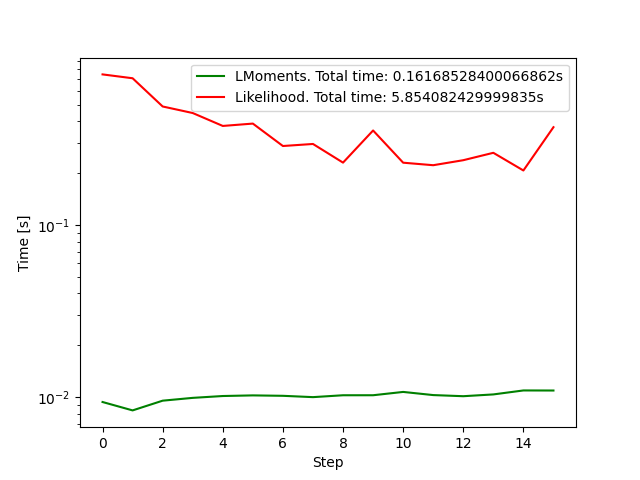 LMoments. Total time: 0.16168528400066862s
Likelihood. Total time: 5.854082429999835s
Time [s]
10⁻¹
10⁻²
0 2 4 6 8 10 12 14
Step